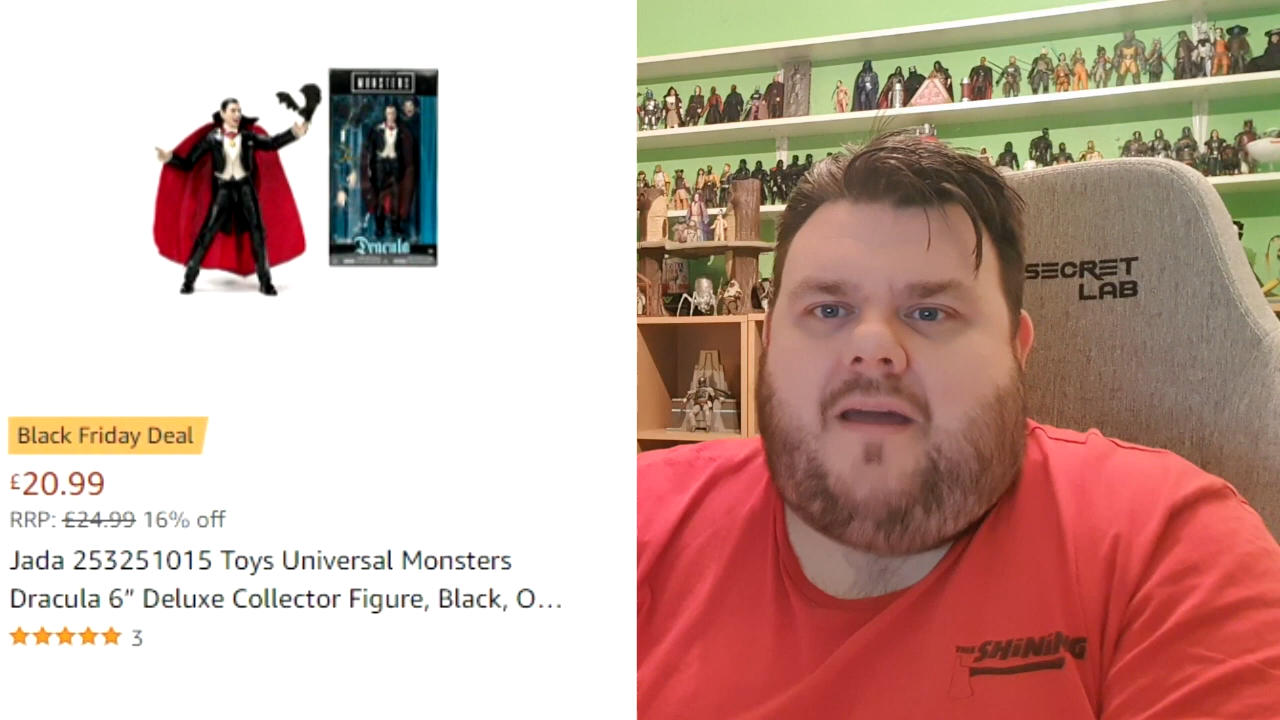 MONSTERS
Dracula
Black Friday Deal
£20.99
RRP: £24.99 16% off
Jada 253251015 Toys Universal Monsters
Dracula 6” Deluxe Collector Figure, Black, O…
3
SECRET
LAB
THE SHiNiNG